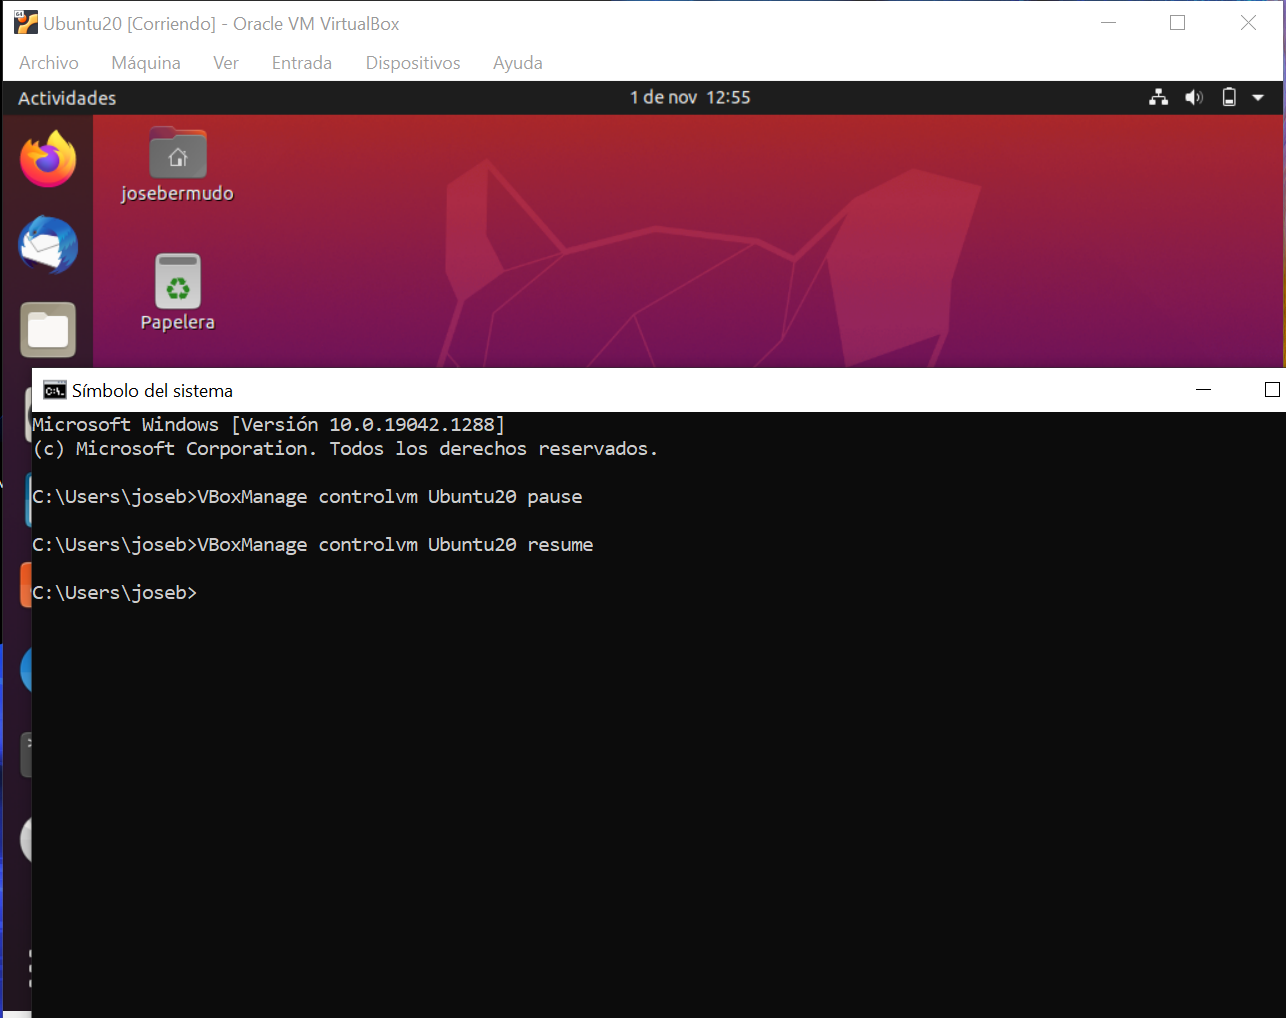 Ubuntu20 [Corriendo] - Oracle VM VirtualBox
Archivo Máquina Ver Entrada Dispositivos Ayuda
Actividades 1 de nov 12:55
josebermudo
Papelera
Símbolo del sistema
Microsoft Windows [Versión 10.0.19042.1288]
(c) Microsoft Corporation. Todos los derechos reservados.
C:\Users\joseb>VBoxManage controlvm Ubuntu20 pause
C:\Users\joseb>VBoxManage controlvm Ubuntu20 resume
C:\Users\joseb>